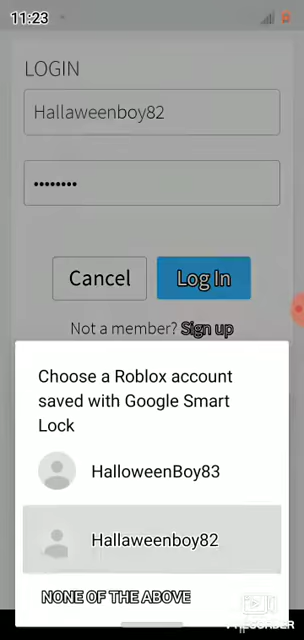 11:23
LOGIN
Hallaweenboy82
••••••••
Cancel
Log In
Not a member? Sign up
Choose a Roblox account
saved with Google Smart
Lock
HalloweenBoy83
Hallaweenboy82
NONE OF THE ABOVE